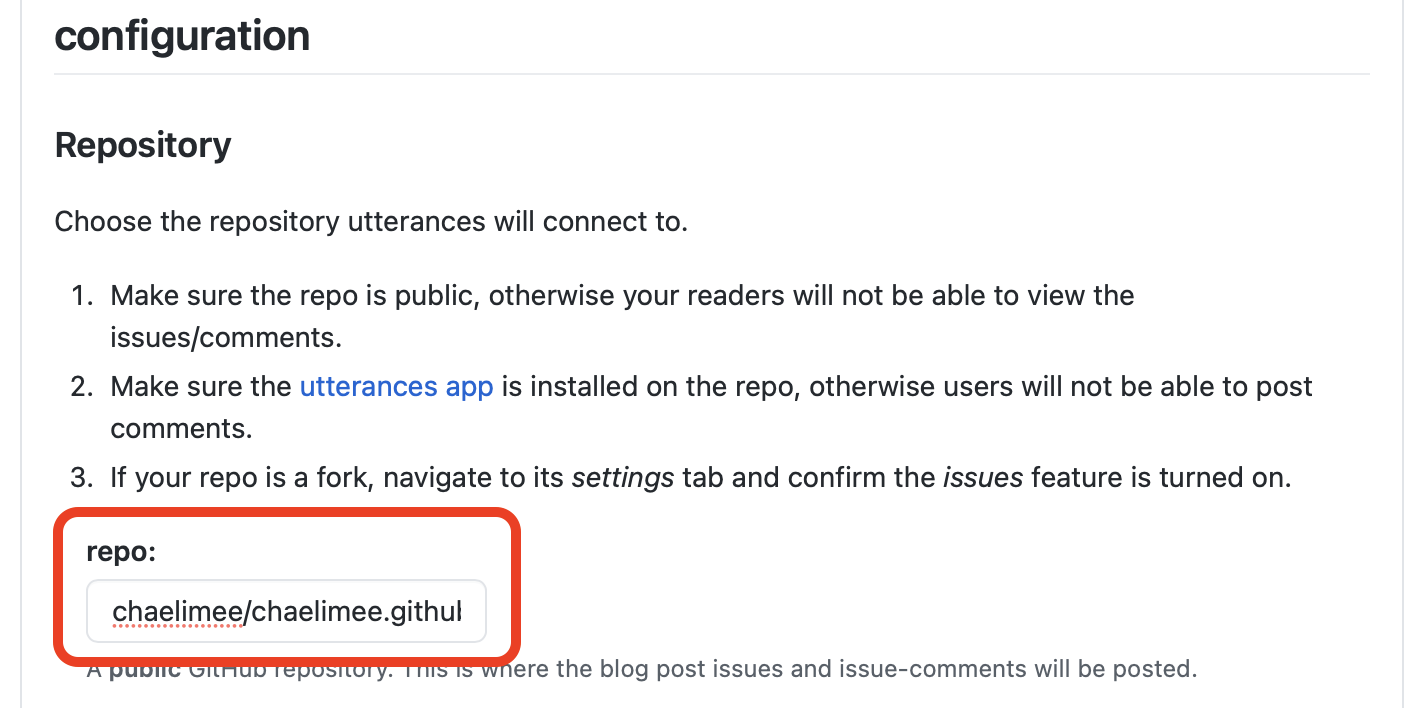 configuration
Repository
Choose the repository utterances will connect to.
1. Make sure the repo is public, otherwise your readers will not be able to view the
issues/comments.
2. Make sure the utterances app is installed on the repo, otherwise users will not be able to post
comments.
3. If your repo is a fork, navigate to its settings tab and confirm the issues feature is turned on.
repo:
chaelimee/chaelimee.github
A public GitHub repository. This is where the blog post issues and issue-comments will be posted.